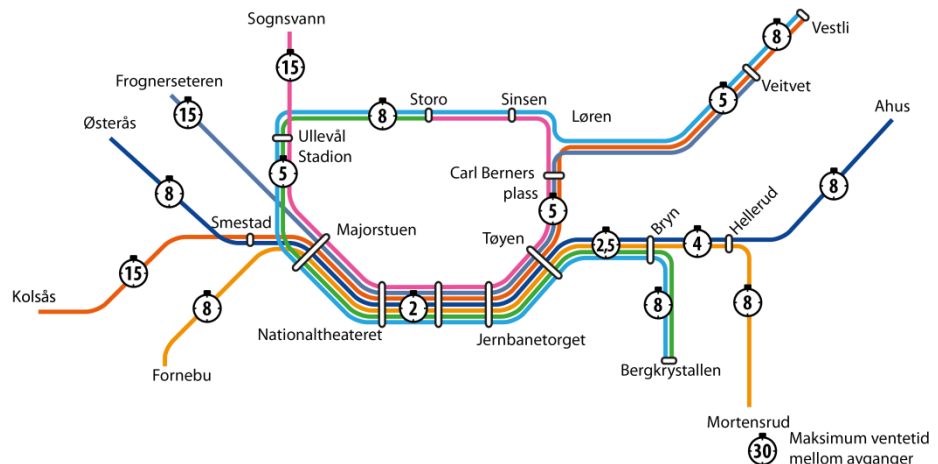 Sognsvann
15
Frognerseteren
15
Østerås
8
Ullevål
Stadion
5
8
Storo
Sinsen
Løren
8
Vestli
5
Veitvet
Ahus
8
Carl Berners
plass
5
Smestad
Majorstuen
Tøyen
2,5
Bryn
4
Hellerud
15
Kolsås
8
Fornebu
Nationaltheateret
2
Jernbanetorget
8
Bergkrystallen
8
Mortensrud
30
Maksimum ventetid
mellom avganger